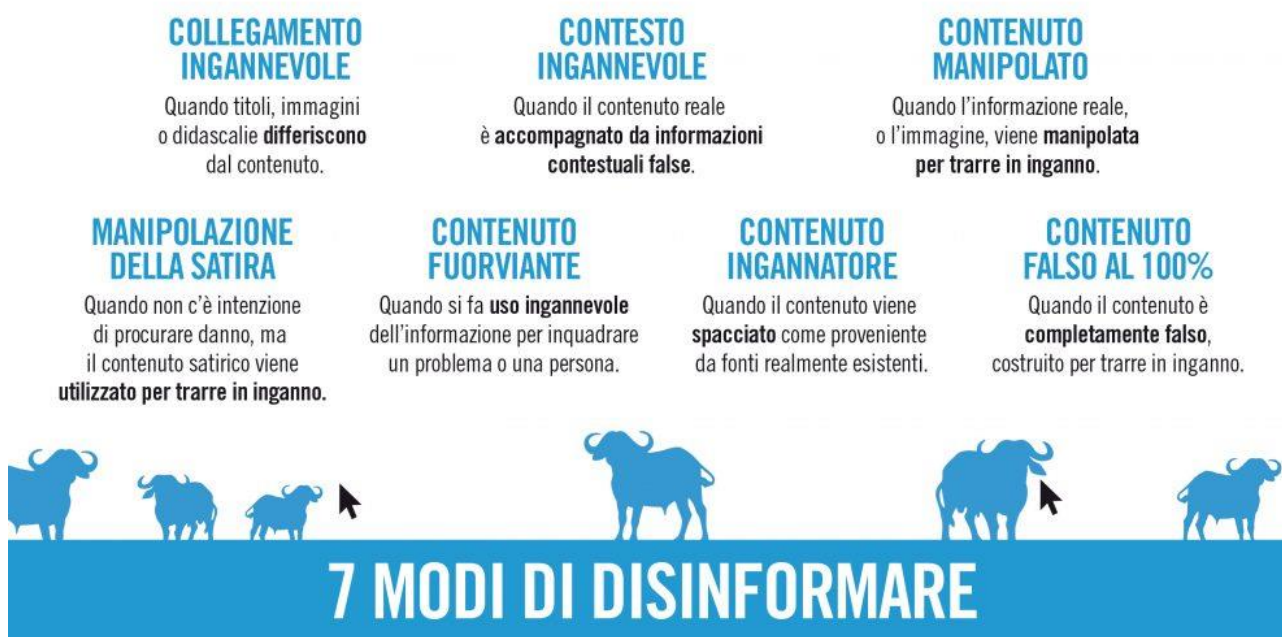 COLLEGAMENTO
INGANNEVOLE
Quando titoli, immagini
o didascalie differiscono
dal contenuto.
CONTESTO
INGANNEVOLE
Quando il contenuto reale
è accompagnato da informazioni
contestuali false.
CONTENUTO
MANIPOLATO
Quando l'informazione reale,
o l'immagine, viene manipolata
per trarre in inganno.
MANIPOLAZIONE
DELLA SATIRA
Quando non c'è intenzione
di procurare danno, ma
il contenuto satirico viene
utilizzato per trarre in inganno.
CONTENUTO
FUORVIANTE
Quando si fa uso ingannevole
dell'informazione per inquadrare
un problema o una persona.
CONTENUTO
INGANNATORE
Quando il contenuto viene
spacciato come proveniente
da fonti realmente esistenti.
CONTENUTO
FALSO AL 100%
Quando il contenuto è
completamente falso,
costruito per trarre in inganno.
7 MODI DI DISINFORMARE